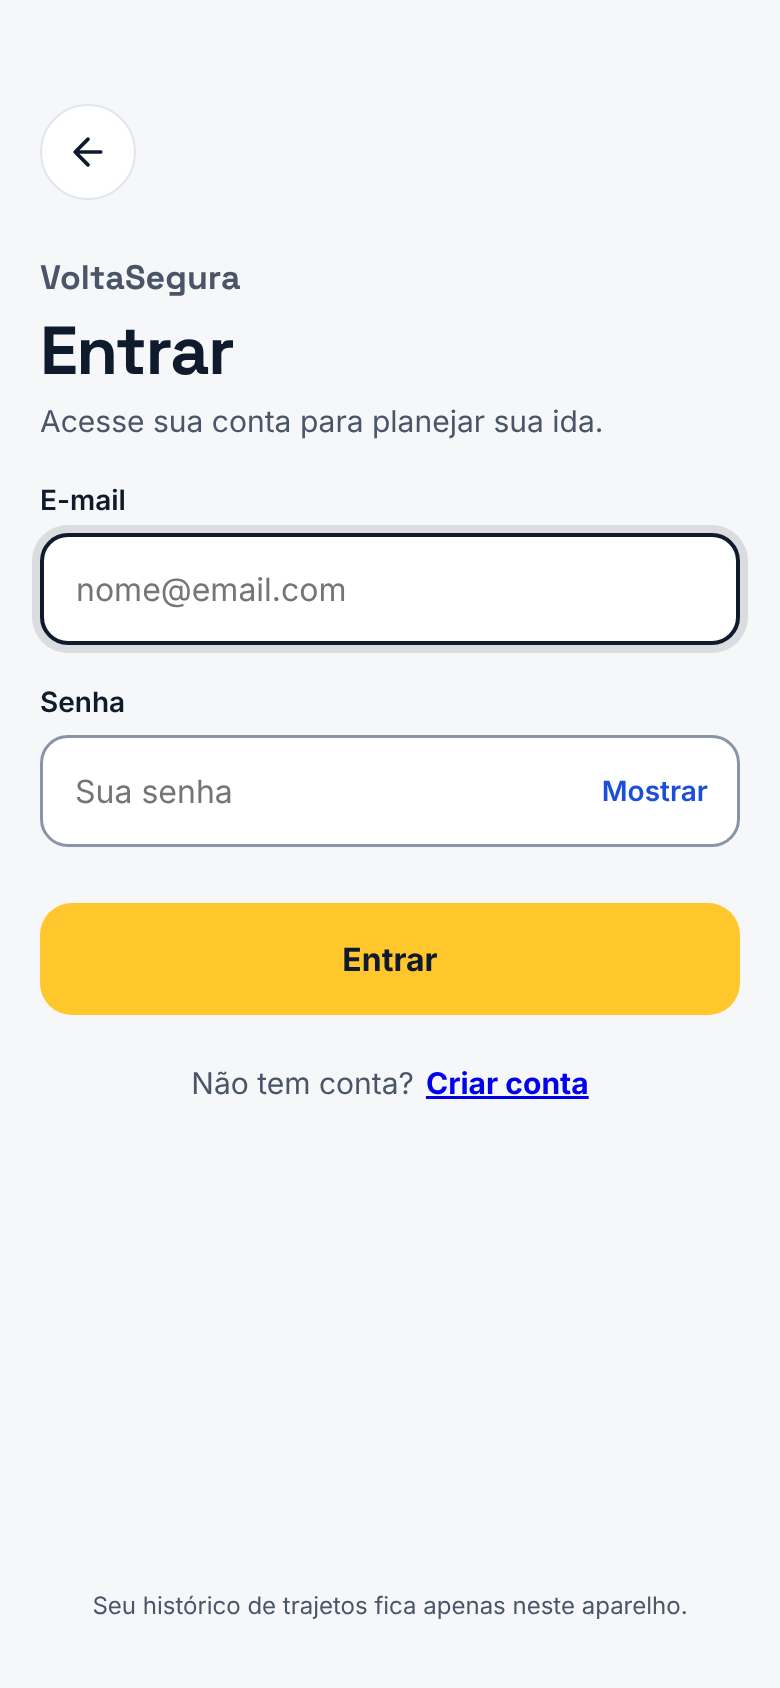 VoltaSegura
Entrar
Acesse sua conta para planejar sua ida.
E-mail
nome@email.com
Senha
Sua senha Mostrar
Entrar
Não tem conta? Criar conta
Seu histórico de trajetos fica apenas neste aparelho.